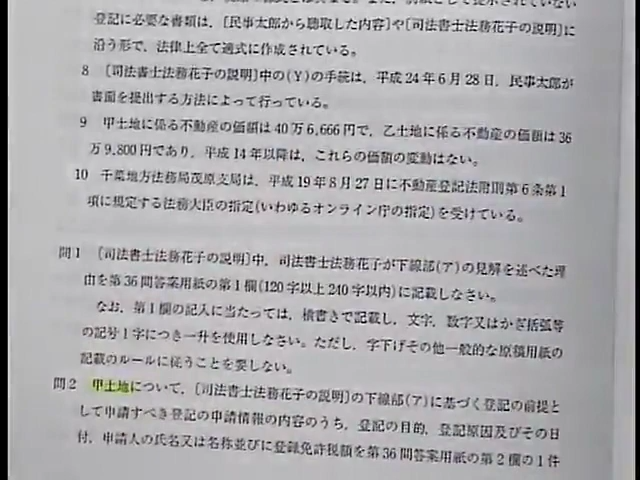 登記に必要な書類は，〔民事太郎から聴取した内容〕や〔司法書士法務花子の説明〕に
沿う形で，法律上全て適式に作成されている。
8 〔司法書士法務花子の説明〕中の(Y)の手続は，平成24年6月28日，民事太郎が
書面を提出する方法によって行っている。
9 甲土地に係る不動産の価額は40万6,666円で，乙土地に係る不動産の価額は36
万9,800円であり，平成14年以降は，これらの価額の変動はない。
10 千葉地方法務局茂原支局は，平成19年8月27日に不動産登記法附則第6条第1
項に規定する法務大臣の指定(いわゆるオンライン庁の指定)を受けている。
問1 〔司法書士法務花子の説明〕中，司法書士法務花子が下線部(ア)の見解を述べた理
由を第36問答案用紙の第1欄(120字以上240字以内)に記載しなさい。
なお，第1欄の記入に当たっては，横書きで記載し，文字，数字又はかぎ括弧等
の記号1字につき一升を使用しなさい。ただし，字下げその他一般的な原稿用紙の
記載のルールに従うことを要しない。
問2 甲土地について，〔司法書士法務花子の説明〕の下線部(ア)に基づく登記の前提と
して申請すべき登記の申請情報の内容のうち，登記の目的，登記原因及びその日
付，申請人の氏名又は名称並びに登録免許税額を第36問答案用紙の第2欄の1件